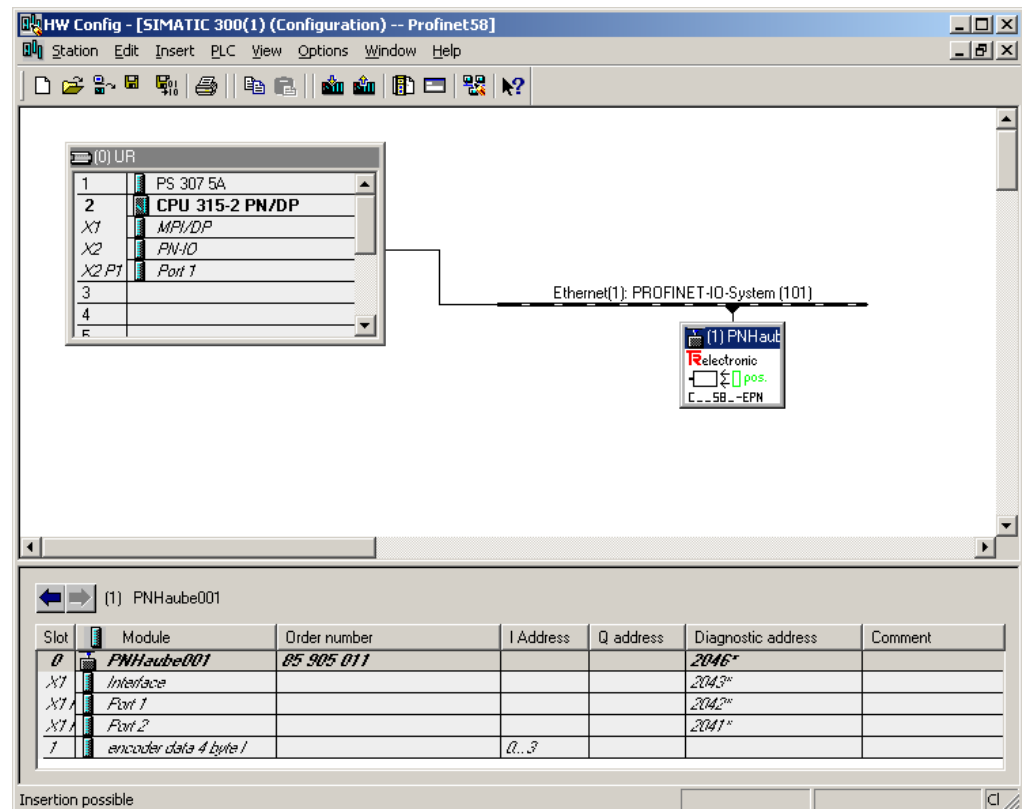 HW Config - [SIMATIC 300(1) (Configuration) -- Profinet58]
Station Edit Insert PLC View Options Window Help
(0) UR
1 PS 307 5A
2 CPU 315-2 PN/DP
X1 MPI/DP
X2 PN-IO
X2 P1 Port 1
3
4
5
Ethernet(1): PROFINET-IO-System (101)
(1) PNHaub
TRelectronic
pos.
C__58_-EPN
(1) PNHaube001
Slot Module Order number I Address Q address Diagnostic address Comment
0 PNHaube001 85 905 011 2046*
X1 Interface 2043*
X1 Port 1 2042*
X1 Port 2 2041*
1 encoder data 4 byte I 0...3
Insertion possible